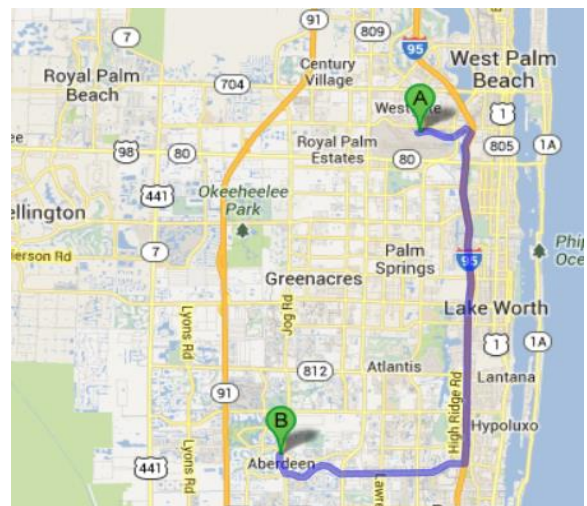 91
809
7
95
Century
Village
West Palm
Beach
Royal Palm
Beach
704
A
1
1A
Royal Palm
Estates
80
805
98
80
441
Okeeheelee
Park
7
Palm
Springs
95
Greenacres
Jog Rd
Lake Worth
Lyons Rd
1
1A
812
Atlantis
High Ridge Rd
Lantana
91
B
Hypoluxo
Lyons Rd
441
Aberdeen